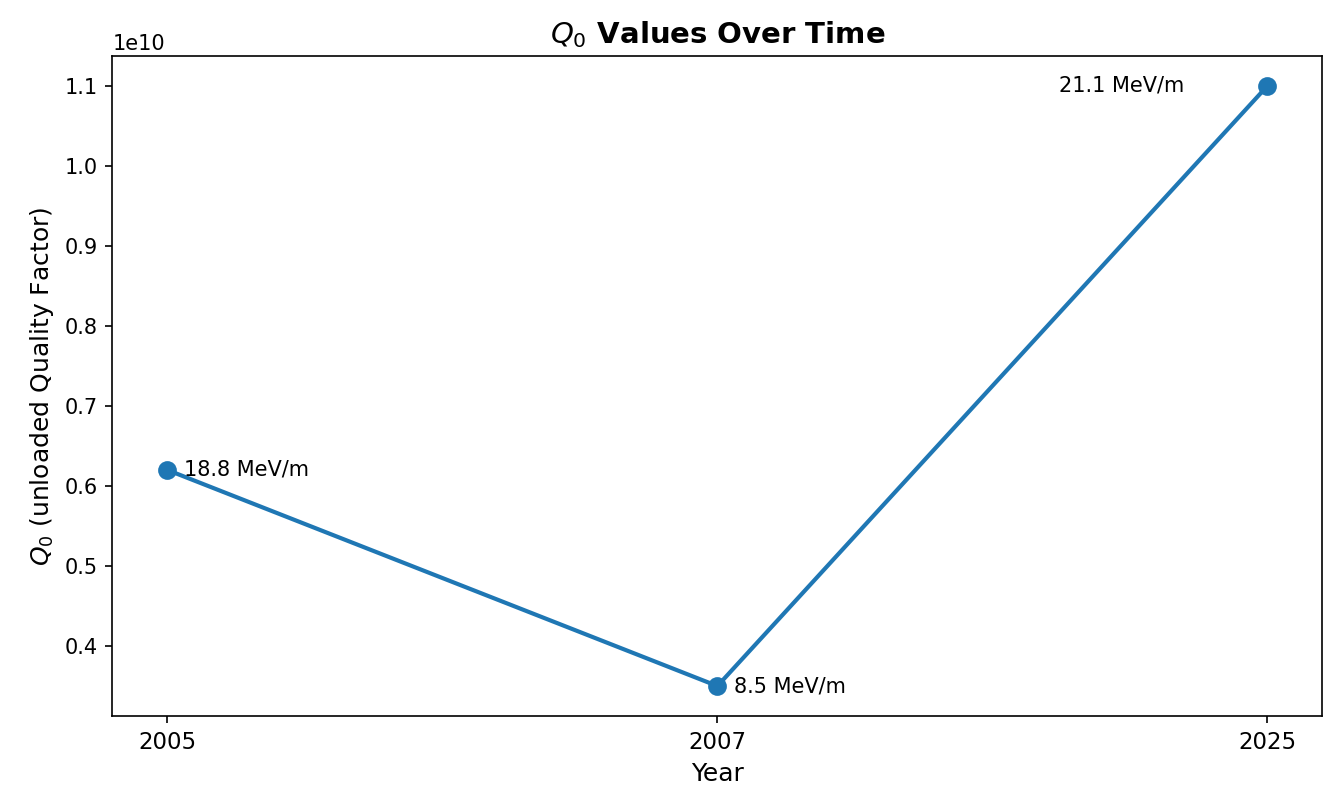 Q₀ Values Over Time
1e10
1.1
1.0
0.9
0.8
0.7
0.6
0.5
0.4
Q₀ (unloaded Quality Factor)
21.1 MeV/m
18.8 MeV/m
8.5 MeV/m
2005
2007
2025
Year